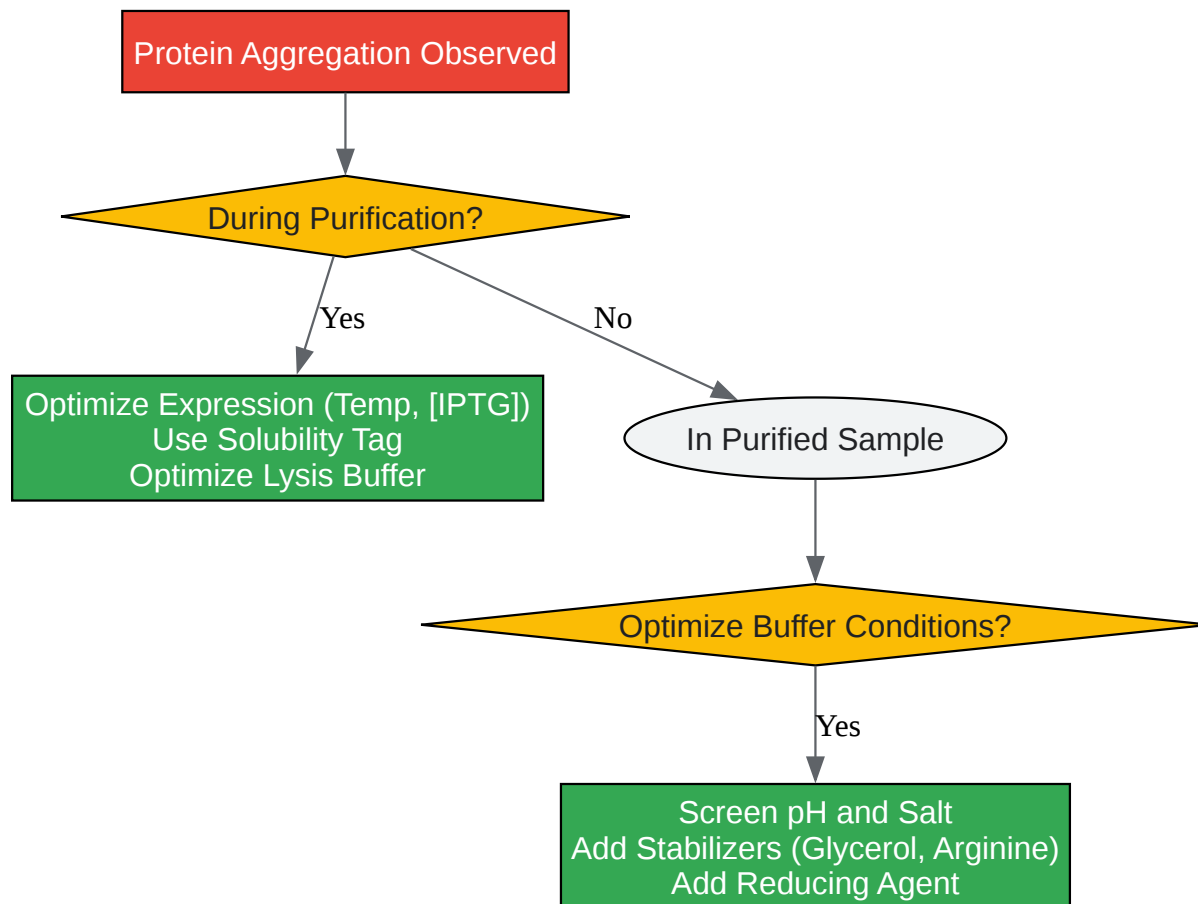 Protein Aggregation Observed
During Purification?
Yes
No
Optimize Expression (Temp, [IPTG])
Use Solubility Tag
Optimize Lysis Buffer
In Purified Sample
Optimize Buffer Conditions?
Yes
Screen pH and Salt
Add Stabilizers (Glycerol, Arginine)
Add Reducing Agent